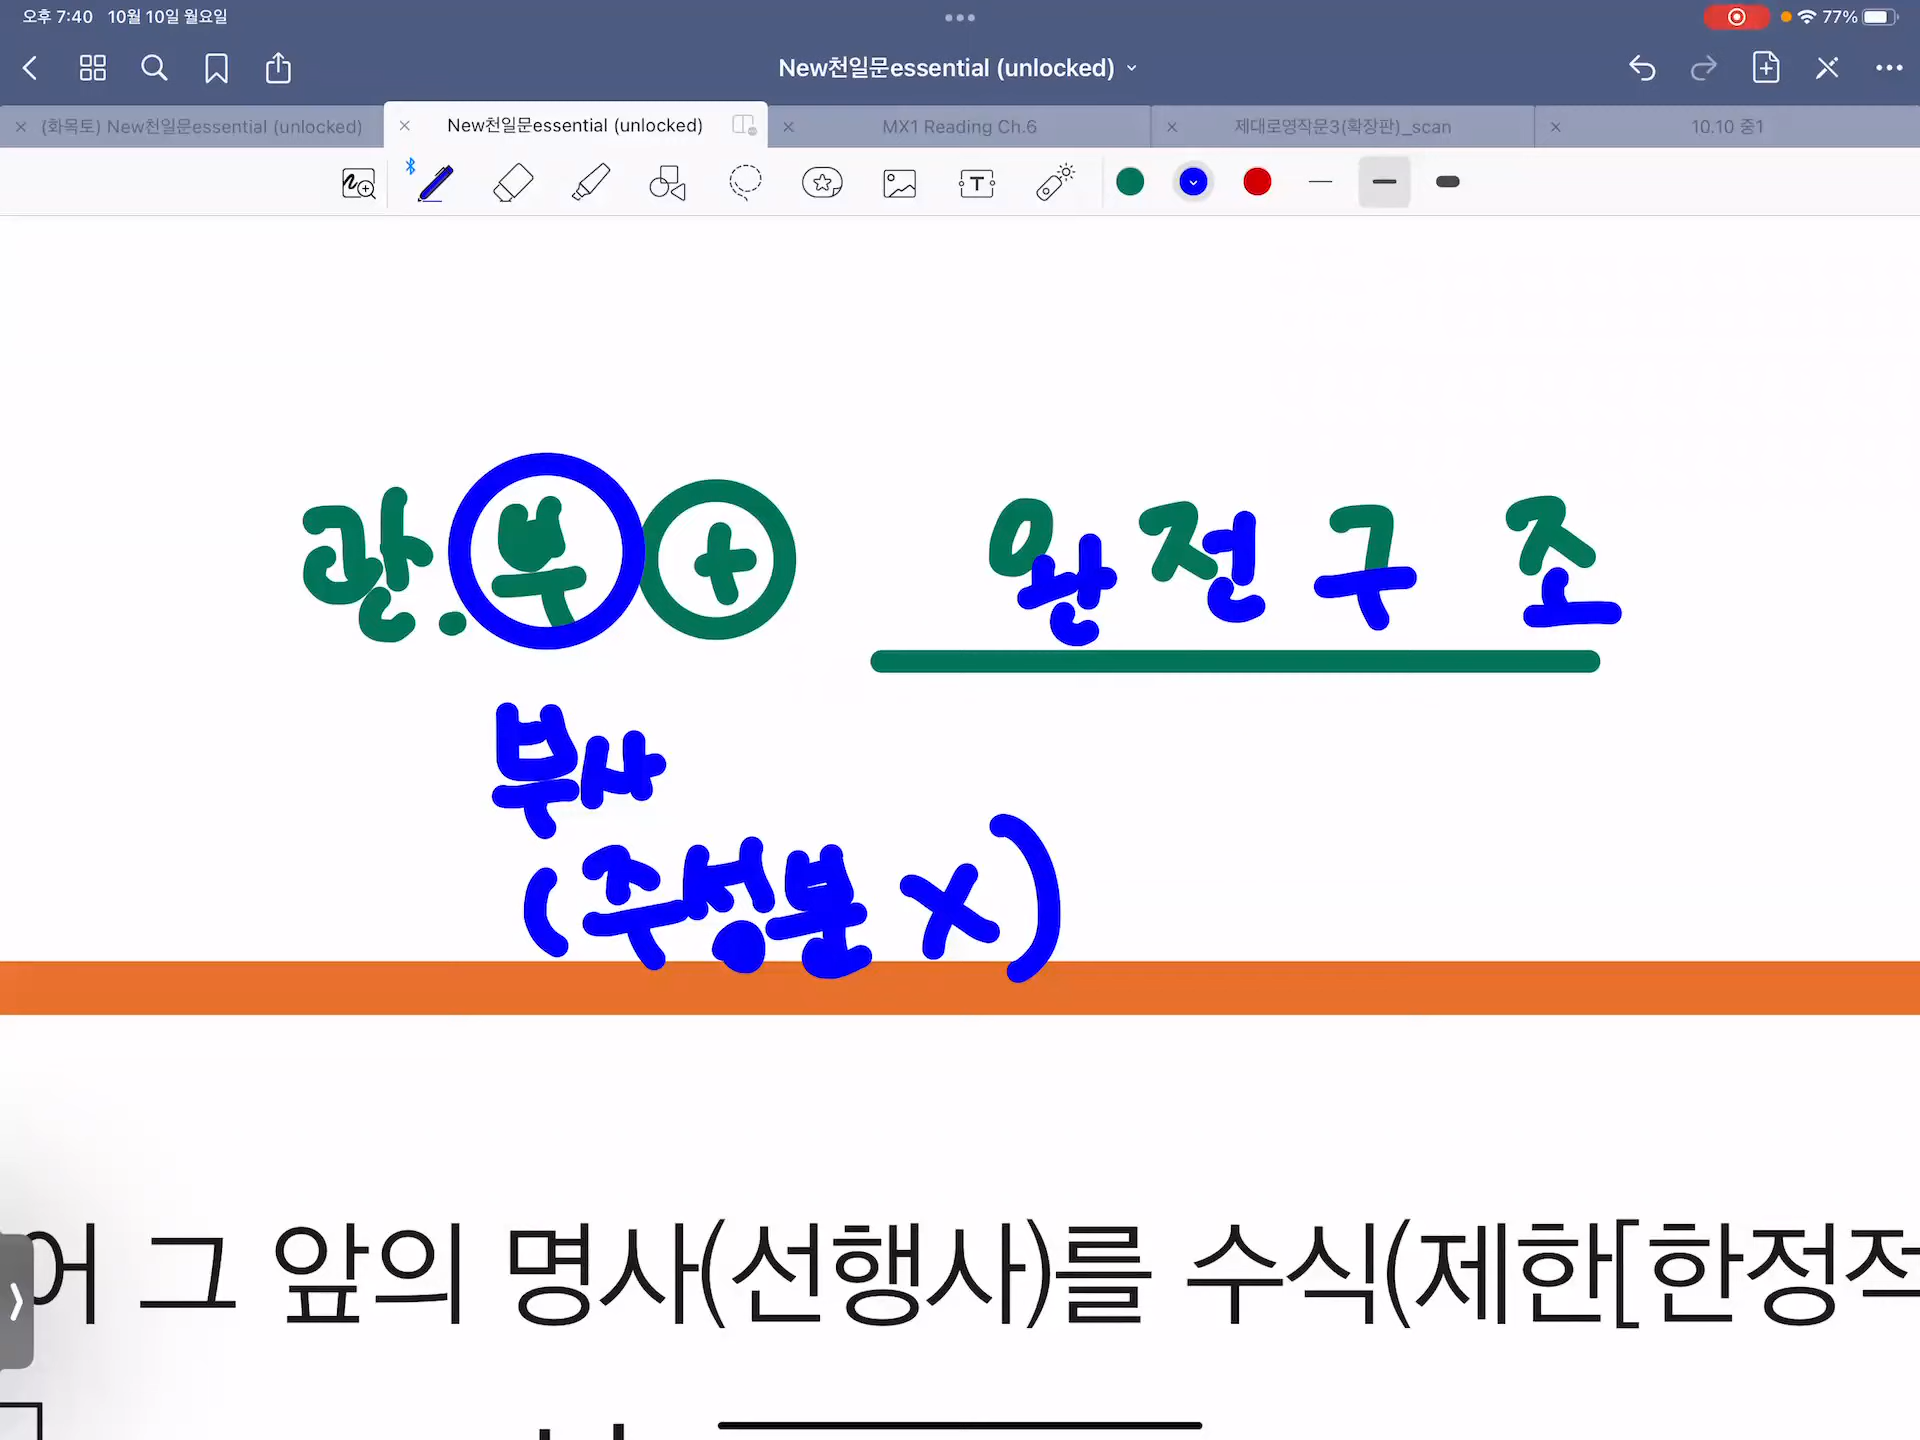 오후 7:40 10월 10일 월요일
77%
New천일문essential (unlocked)
(화목토) New천일문essential (unlocked)
New천일문essential (unlocked)
MX1 Reading Ch.6
제대로영작문3(확장판)_scan
10.10 중1
관.부 + 완전구조
부사
(주성분 X)
어 그 앞의 명사(선행사)를 수식(제한[한정적